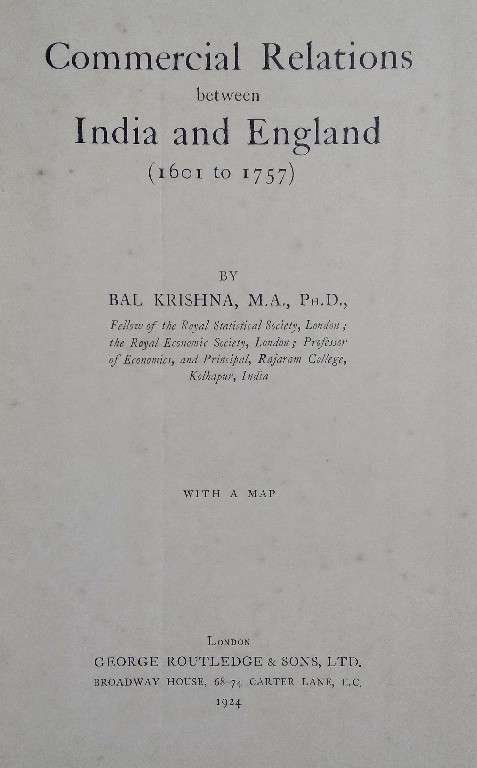 Commercial Relations
between
India and England
(1601 to 1757)
BY
BAL KRISHNA, M.A., PH.D.,
Fellow of the Royal Statistical Society, London;
the Royal Economic Society, London; Professor
of Economics, and Principal, Rajaram College,
Kolhapur, India
WITH A MAP
LONDON
GEORGE ROUTLEDGE & SONS, LTD.
BROADWAY HOUSE, 68-74 CARTER LANE, E.C.
1924